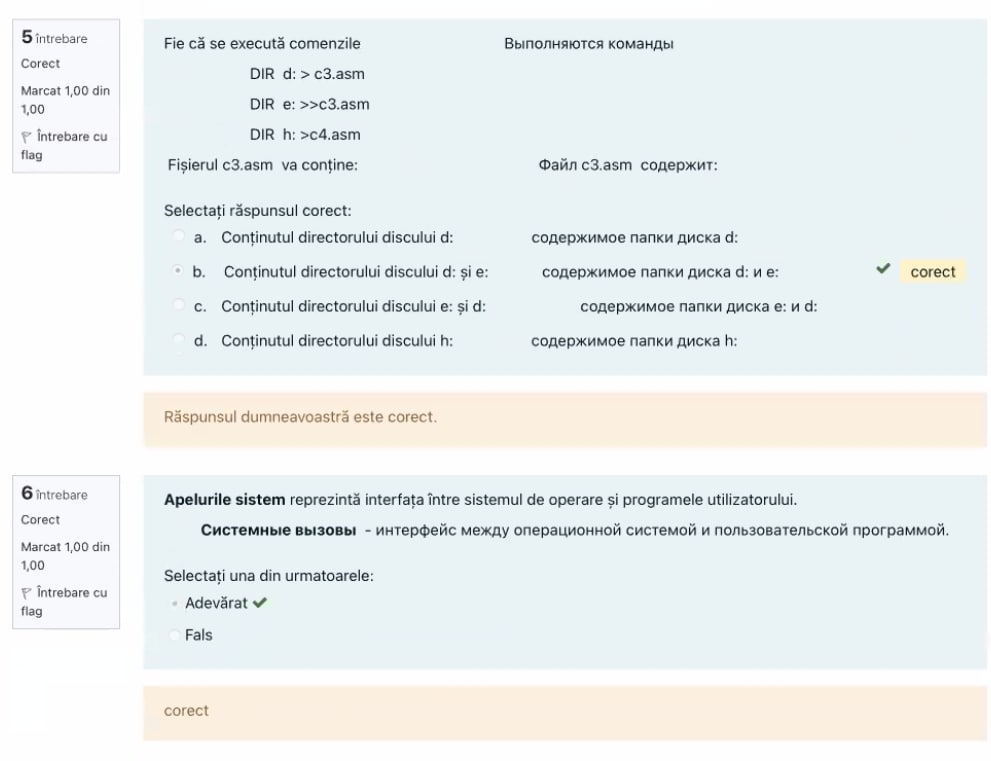 5 întrebare
Corect
Marcat 1,00 din
1,00
Întrebare cu
flag
Fie că se execută comenzile Выполняются команды
DIR d: > c3.asm
DIR e: >>c3.asm
DIR h: >c4.asm
Fișierul c3.asm va conține: Файл c3.asm содержит:
Selectați răspunsul corect:
a. Conținutul directorului discului d: содержимое папки диска d:
b. Conținutul directorului discului d: și e: содержимое папки диска d: и e: corect
c. Conținutul directorului discului e: și d: содержимое папки диска e: и d:
d. Conținutul directorului discului h: содержимое папки диска h:
Răspunsul dumneavoastră este corect.
6 întrebare
Corect
Marcat 1,00 din
1,00
Întrebare cu
flag
Apelurile sistem reprezintă interfața între sistemul de operare și programele utilizatorului.
Системные вызовы - интерфейс между операционной системой и пользовательской программой.
Selectați una din urmatoarele:
Adevărat
Fals
corect